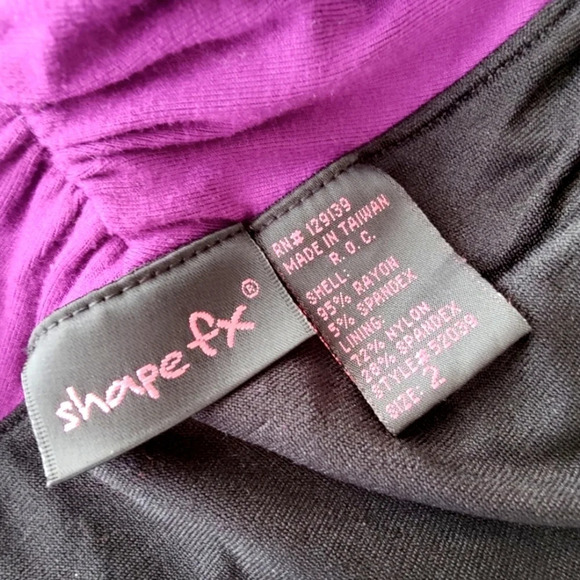 shape fx®
RN# 129139
MADE IN TAIWAN
R.O.C.
SHELL:
95% RAYON
5% SPANDEX
LINING:
72% NYLON
28% SPANDEX
STYLE#52039
SIZE: 2